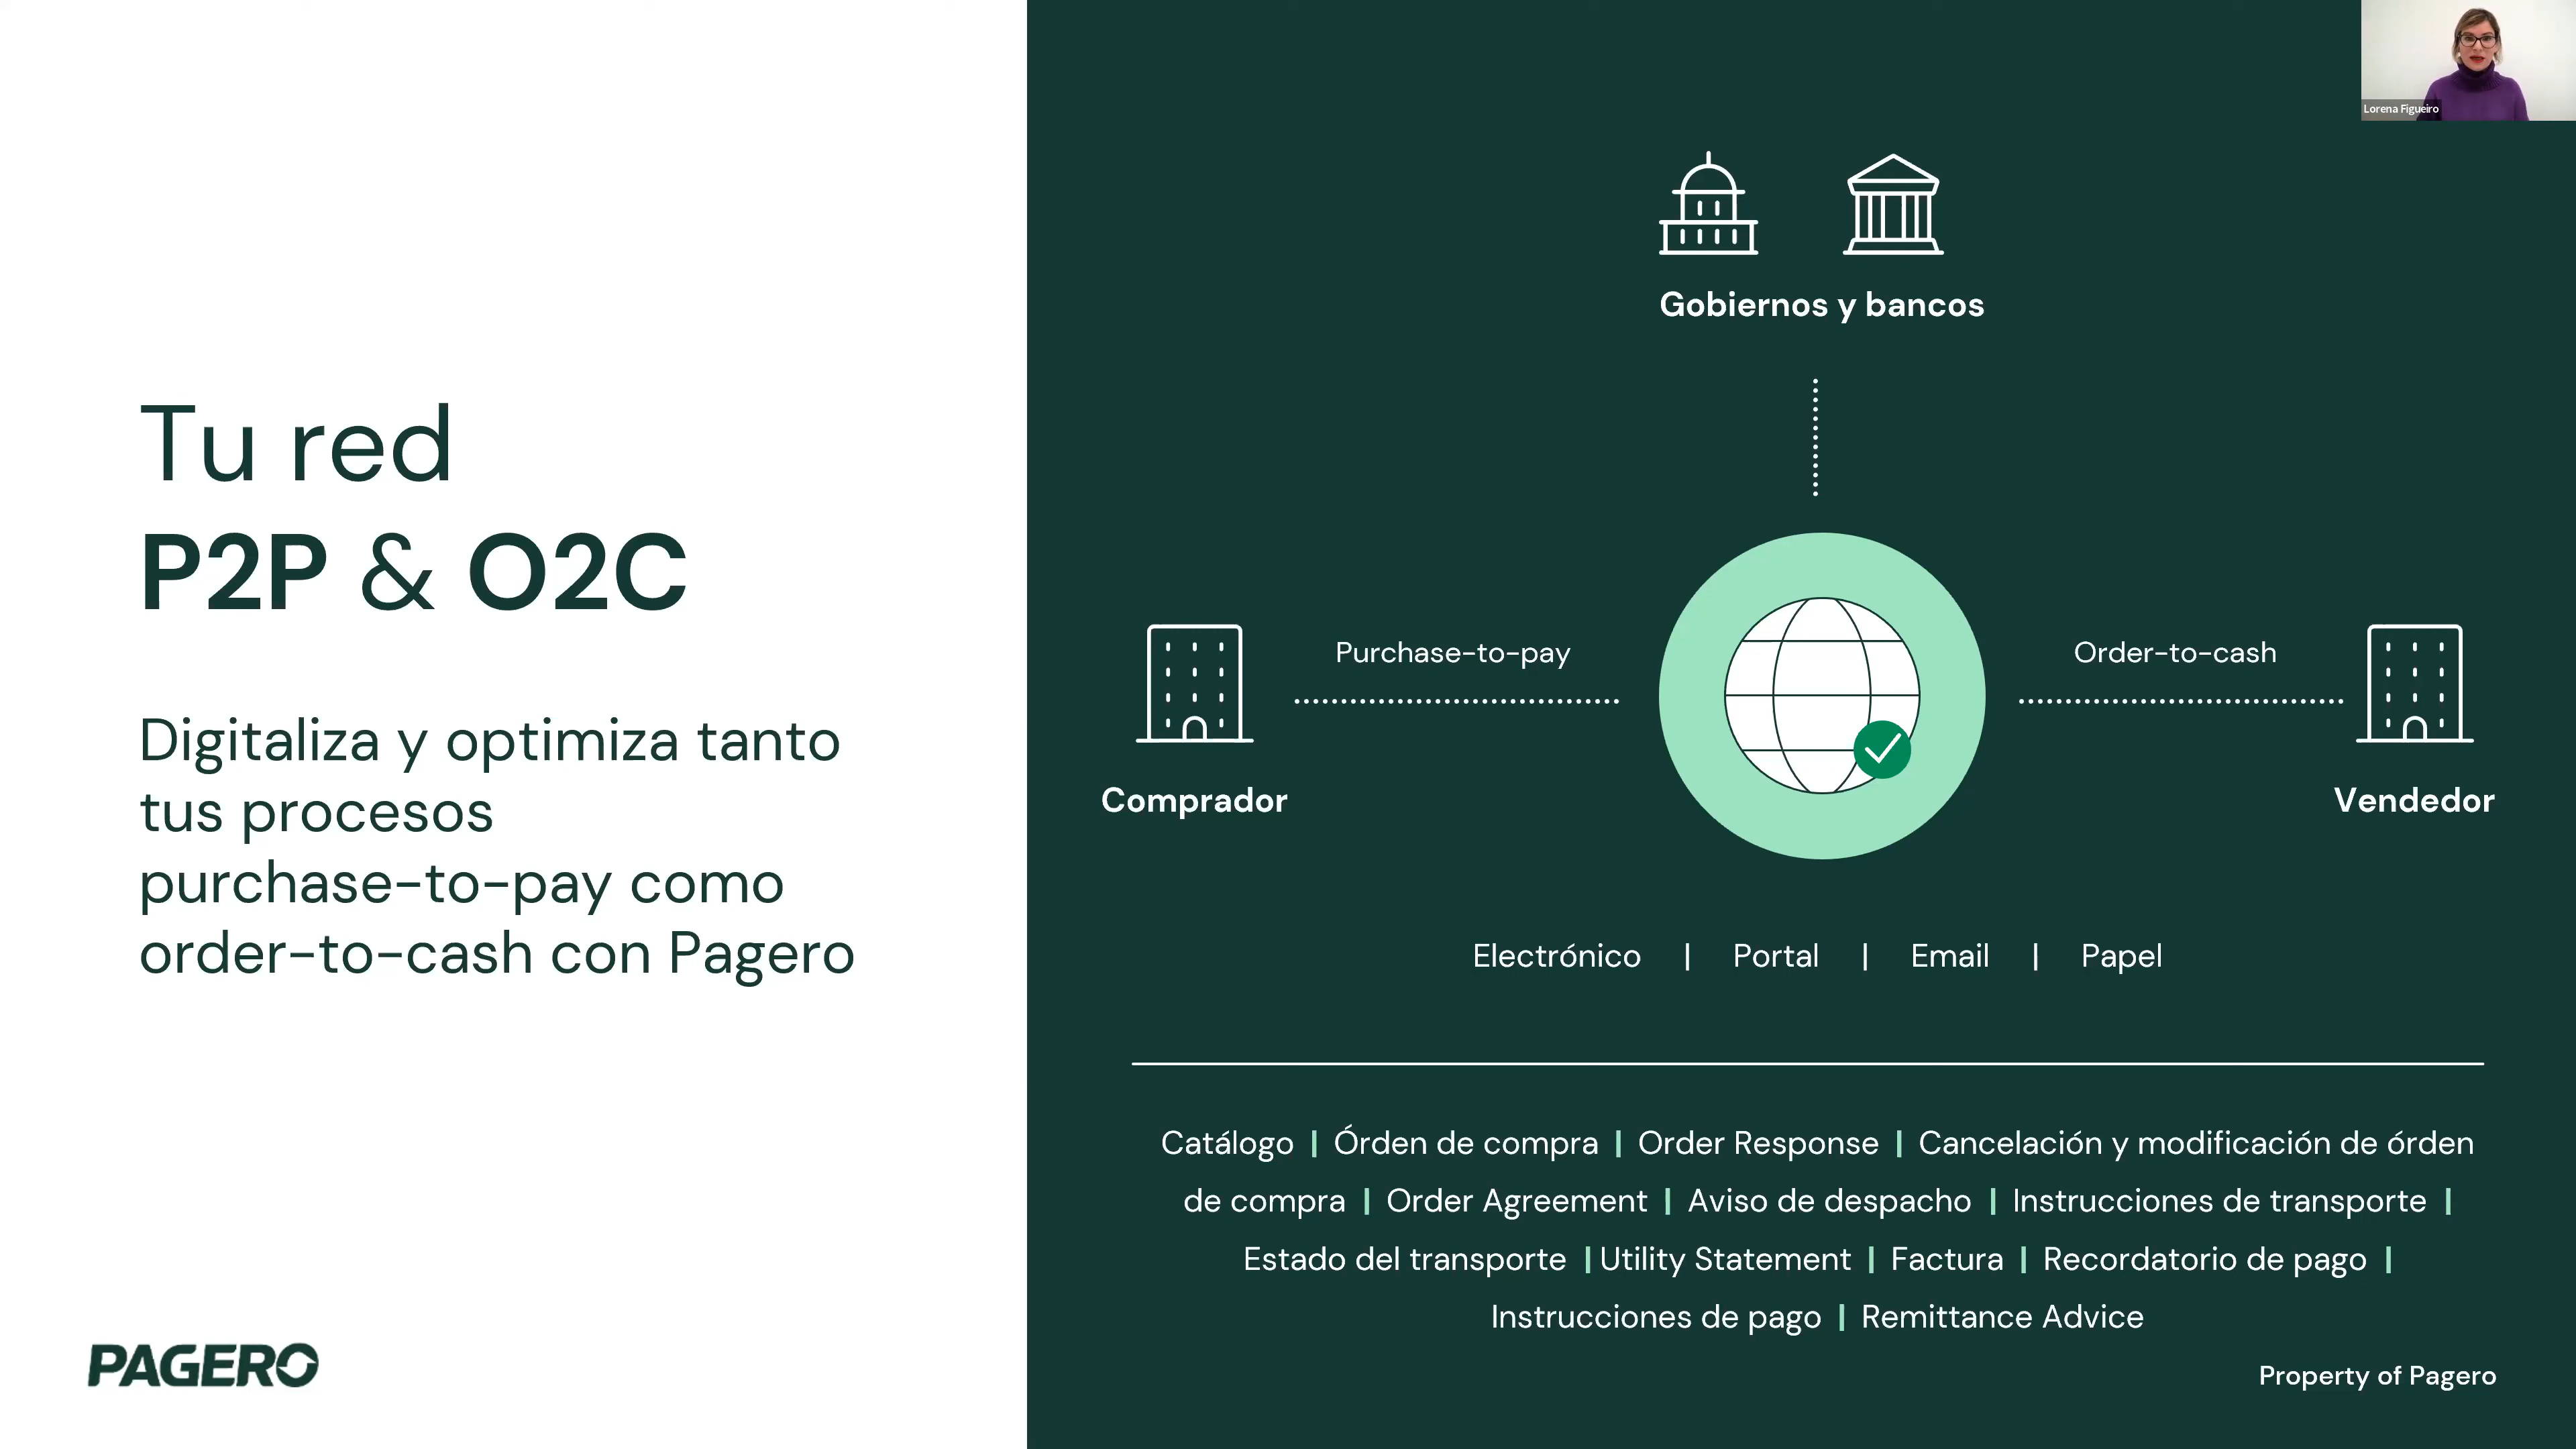 Tu red
P2P & O2C
Digitaliza y optimiza tanto
tus procesos
purchase-to-pay como
order-to-cash con Pagero
PAGERO
Lorena Figueiro
Gobiernos y bancos
Purchase-to-pay
Order-to-cash
Comprador
Vendedor
Electrónico | Portal | Email | Papel
Catálogo | Órden de compra | Order Response | Cancelación y modificación de órden
de compra | Order Agreement | Aviso de despacho | Instrucciones de transporte |
Estado del transporte | Utility Statement | Factura | Recordatorio de pago |
Instrucciones de pago | Remittance Advice
Property of Pagero